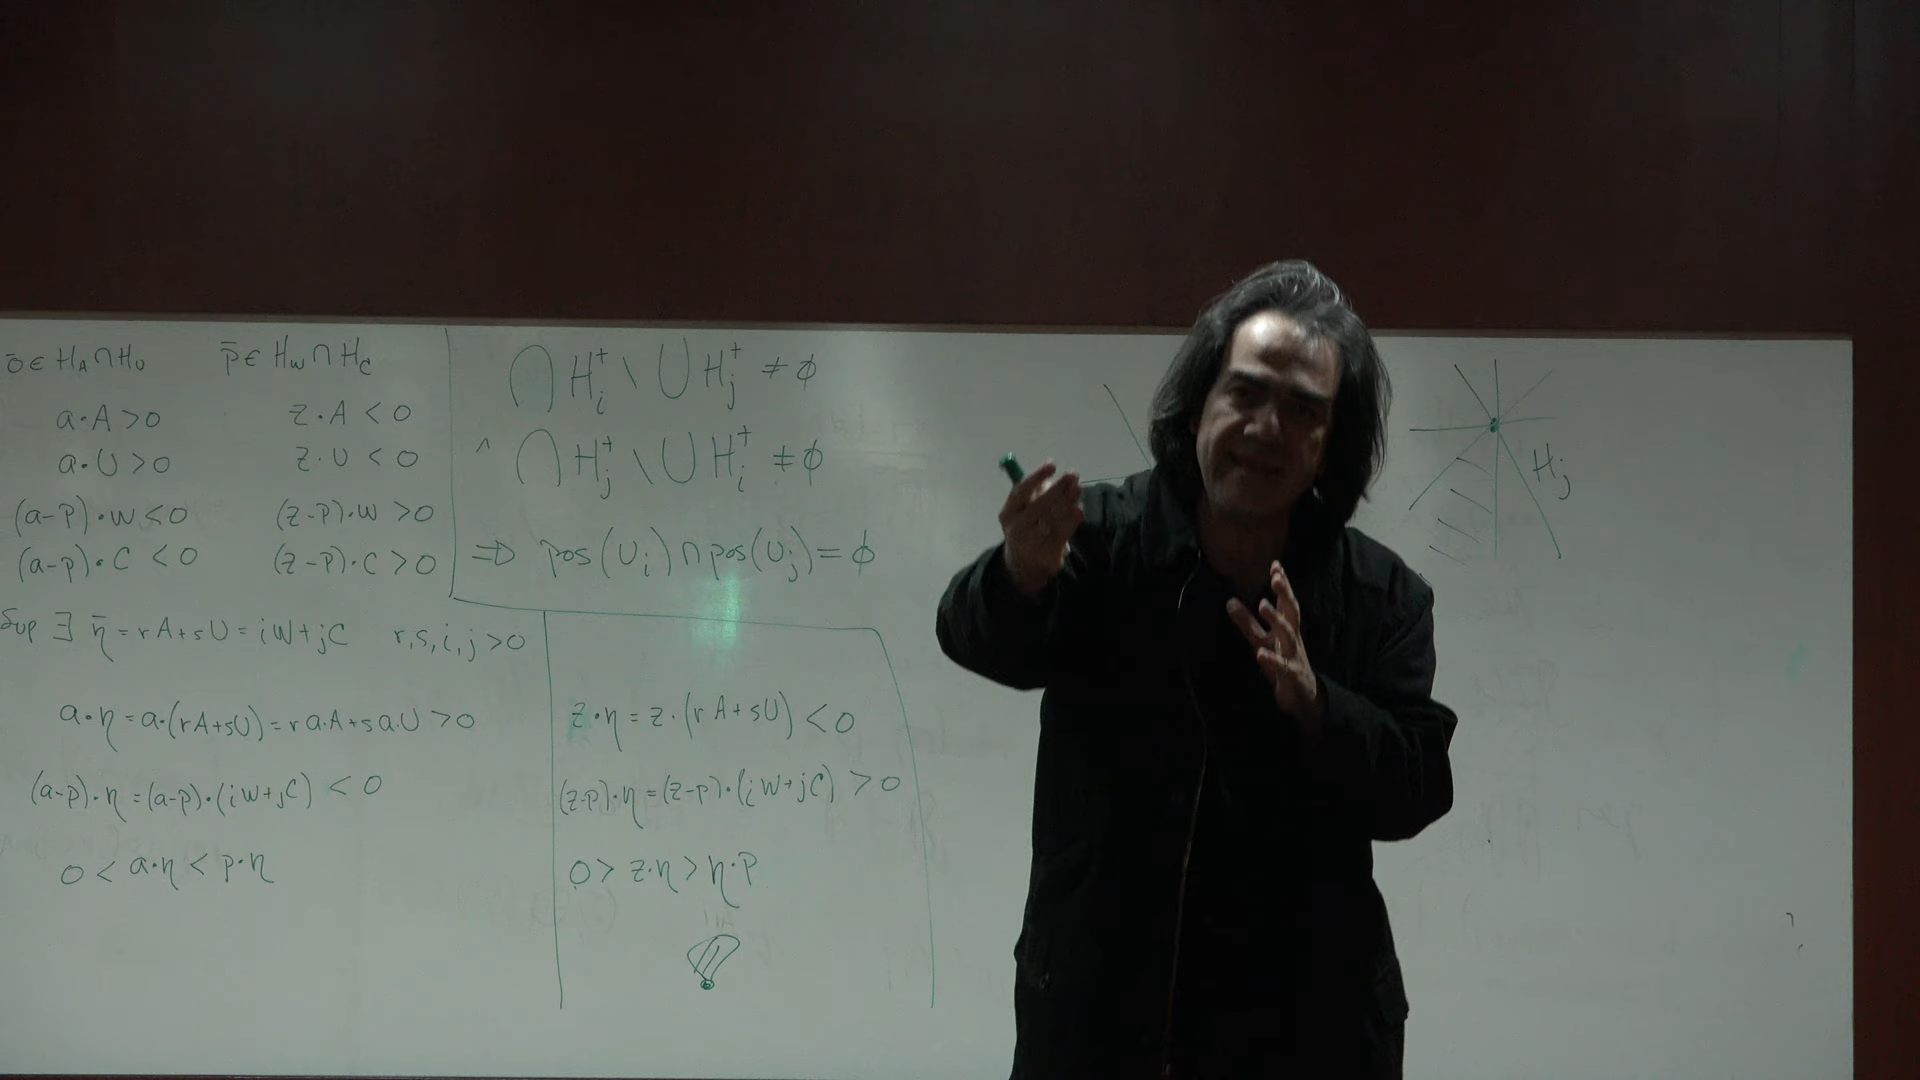 ō ∈ H_A ∩ H_U
p̄ ∈ H_W ∩ H_C
a·A > 0
z·A < 0
a·U > 0
z·U < 0
(a-p)·W < 0
(z-p)·W > 0
(a-p)·C < 0
(z-p)·C > 0
Sup ∃ η̄ = rA+sU = iW+jC   r,s,i,j > 0
a·η = a·(rA+sU) = r a·A + s a·U > 0
(a-p)·η = (a-p)·(iW+jC) < 0
0 < a·η < p·η
⋂ H_i^+ \ ⋃ H_j^+ ≠ ϕ
^ ⋂ H_j^+ \ ⋃ H_i^+ ≠ ϕ
⇒ pos(U_i) ∩ pos(U_j) = ϕ
z·η = z·(rA+sU) < 0
(z-p)·η = (z-p)·(iW+jC) > 0
0 > z·η > η·p
H_j